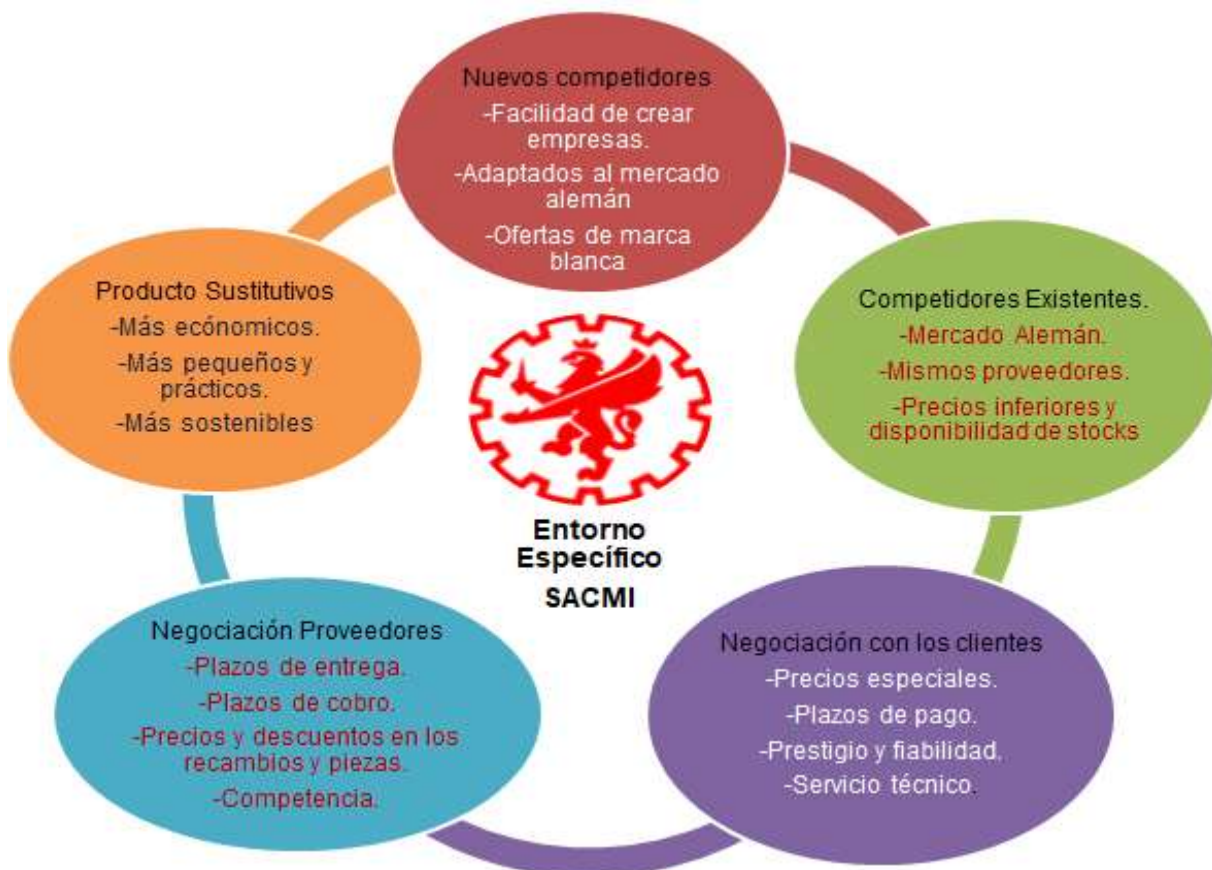 Nuevos competidores
-Facilidad de crear
empresas.
-Adaptados al mercado
alemán
-Ofertas de marca
blanca
Producto Sustitutivos
-Más ecónomicos.
-Más pequeños y
prácticos.
-Más sostenibles
Competidores Existentes.
-Mercado Alemán.
-Mismos proveedores.
-Precios inferiores y
disponibilidad de stocks
Entorno
Específico
SACMI
Negociación Proveedores
-Plazos de entrega.
-Plazos de cobro.
-Precios y descuentos en los
recambios y piezas.
-Competencia.
Negociación con los clientes
-Precios especiales.
-Plazos de pago.
-Prestigio y fiabilidad.
-Servicio técnico.